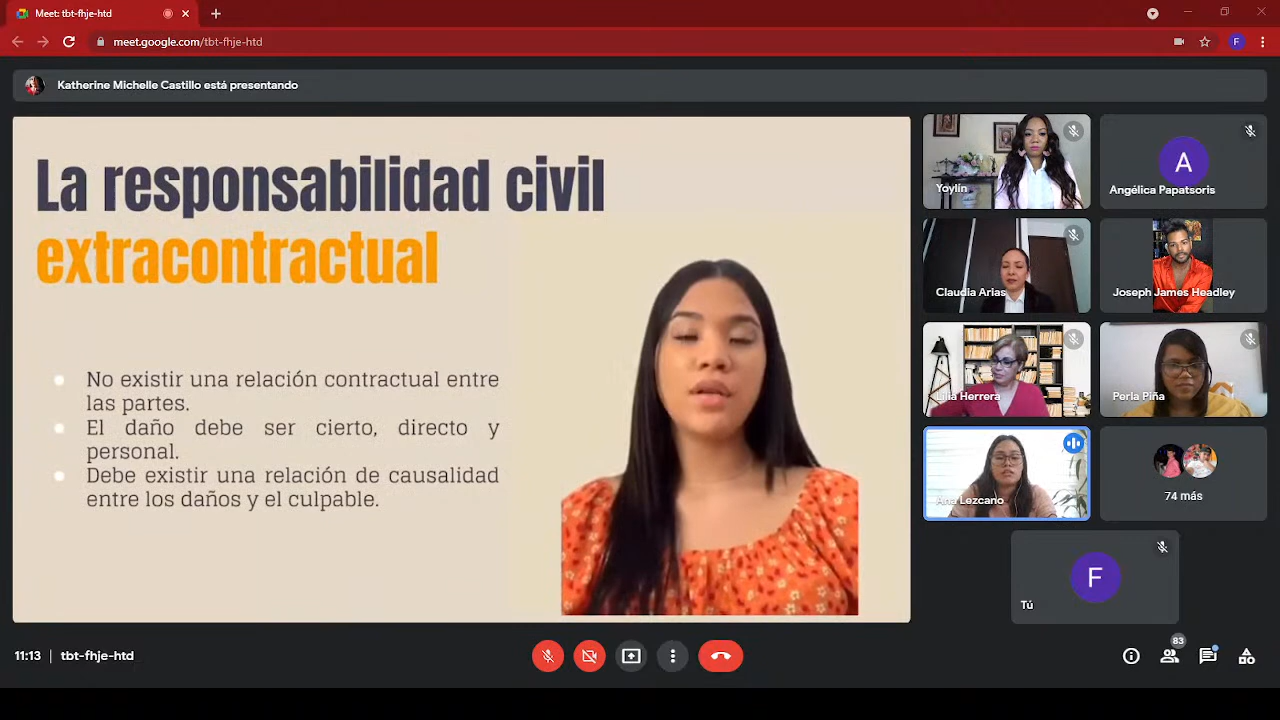 Meet: tbt-fhje-htd
meet.google.com/tbt-fhje-htd
F
Katherine Michelle Castillo está presentando
La responsabilidad civil
extracontractual
No existir una relación contractual entre
las partes.
El daño debe ser cierto, directo y
personal.
Debe existir una relación de causalidad
entre los daños y el culpable.
Yoylín
A
Angélica Papatsoris
Claudia Arias
Joseph James Headley
Lilia Herrera
Perla Piña
Ana Lezcano
74 más
F
Tú
11:13
tbt-fhje-htd
83